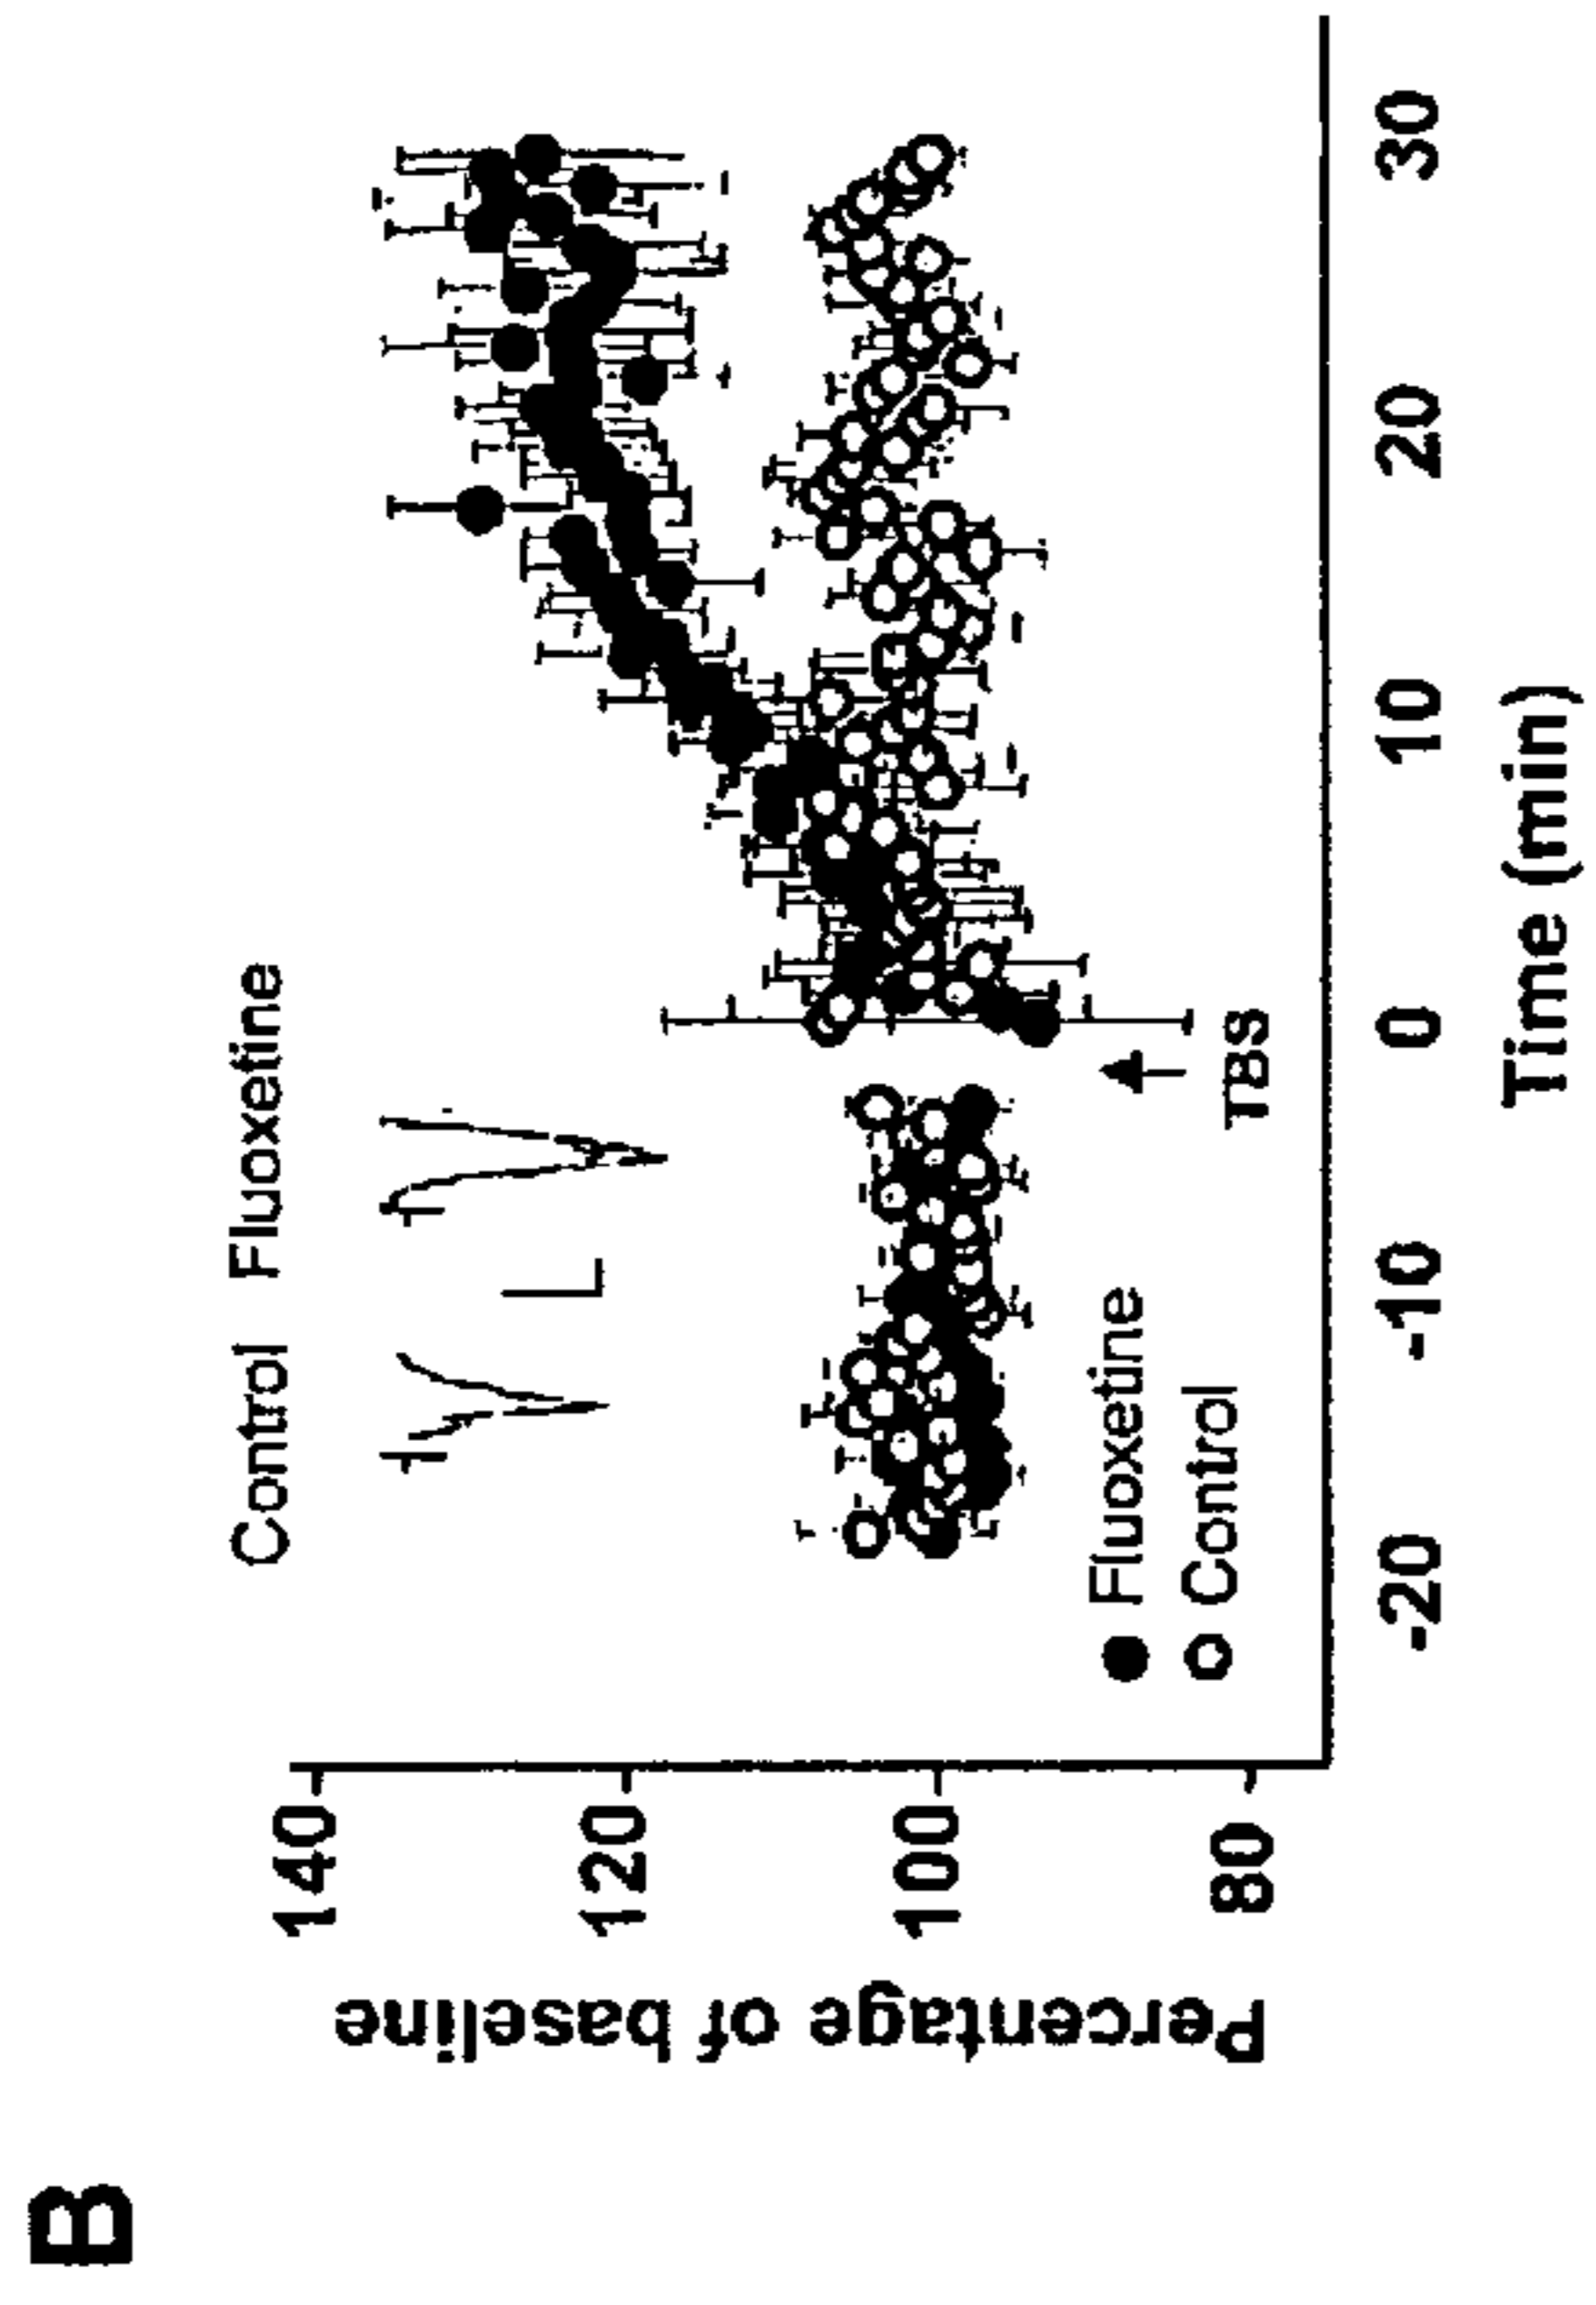 B
Control Fluoxetine
Percentage of baseline
140
120
100
80
Fluoxetine
Control
TBS
-20 -10 0 10 20 30
Time (min)